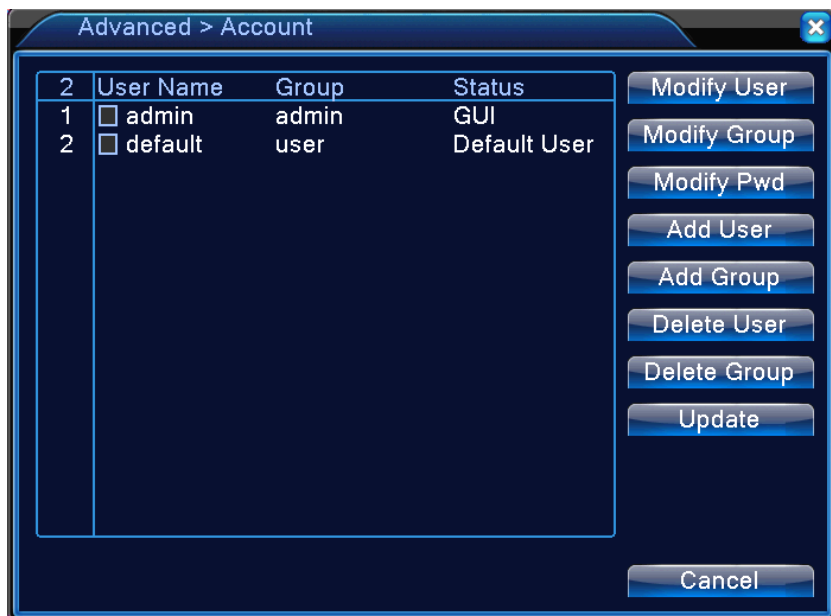 Advanced > Account
2 User Name Group Status
1 admin admin GUI
2 default user Default User
Modify User
Modify Group
Modify Pwd
Add User
Add Group
Delete User
Delete Group
Update
Cancel